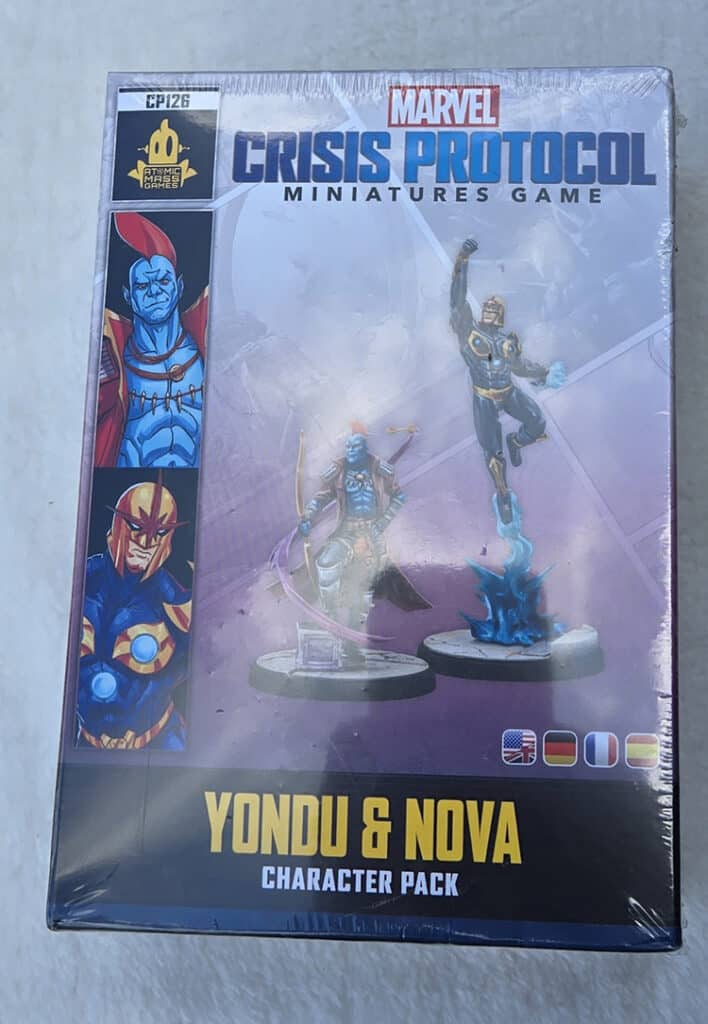 CP126
ATOMIC
MASS
GAMES
MARVEL
CRISIS PROTOCOL
MINIATURES GAME
YONDU & NOVA
CHARACTER PACK